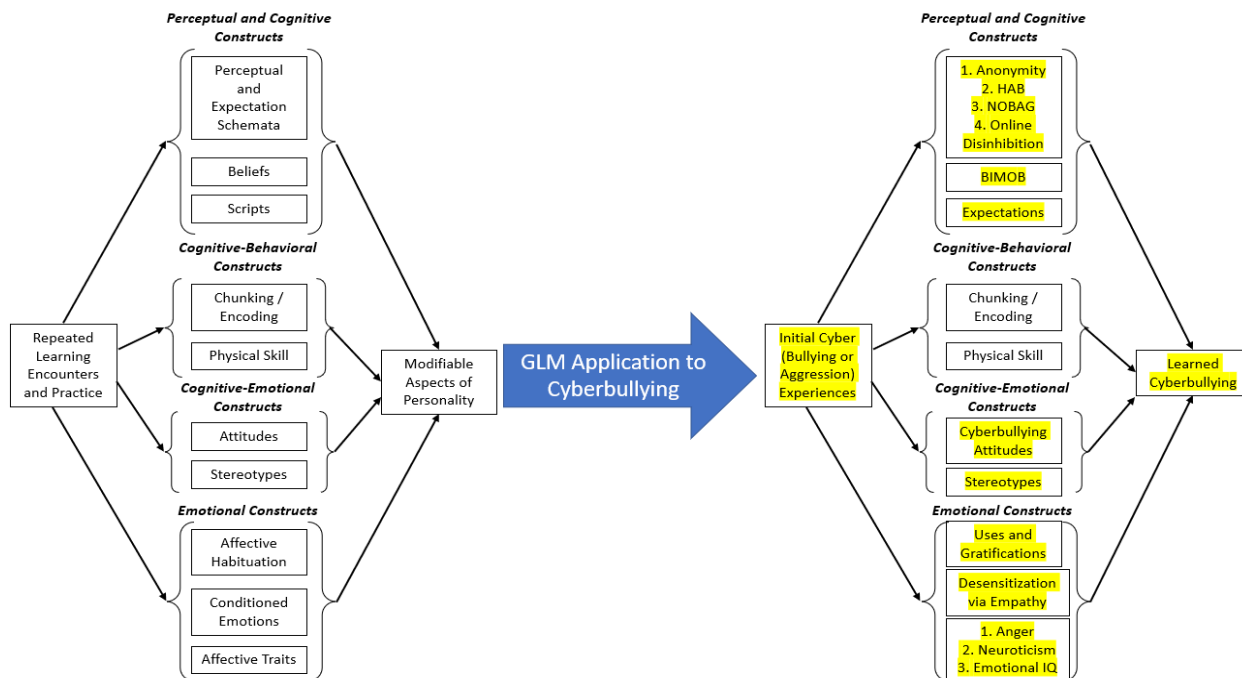 Perceptual and Cognitive
Constructs
Perceptual
and
Expectation
Schemata
Beliefs
Scripts
Cognitive-Behavioral
Constructs
Chunking /
Encoding
Physical Skill
Repeated
Learning
Encounters
and Practice
Modifiable
Aspects of
Personality
Cognitive-Emotional
Constructs
Attitudes
Stereotypes
Emotional Constructs
Affective
Habituation
Conditioned
Emotions
Affective Traits
GLM Application to
Cyberbullying
Perceptual and Cognitive
Constructs
1. Anonymity
2. HAB
3. NOBAG
4. Online
Disinhibition
BIMOB
Expectations
Cognitive-Behavioral
Constructs
Chunking /
Encoding
Physical Skill
Initial Cyber
(Bullying or
Aggression)
Experiences
Learned
Cyberbullying
Cognitive-Emotional
Constructs
Cyberbullying
Attitudes
Stereotypes
Emotional Constructs
Uses and
Gratifications
Desensitization
via Empathy
1. Anger
2. Neuroticism
3. Emotional IQ